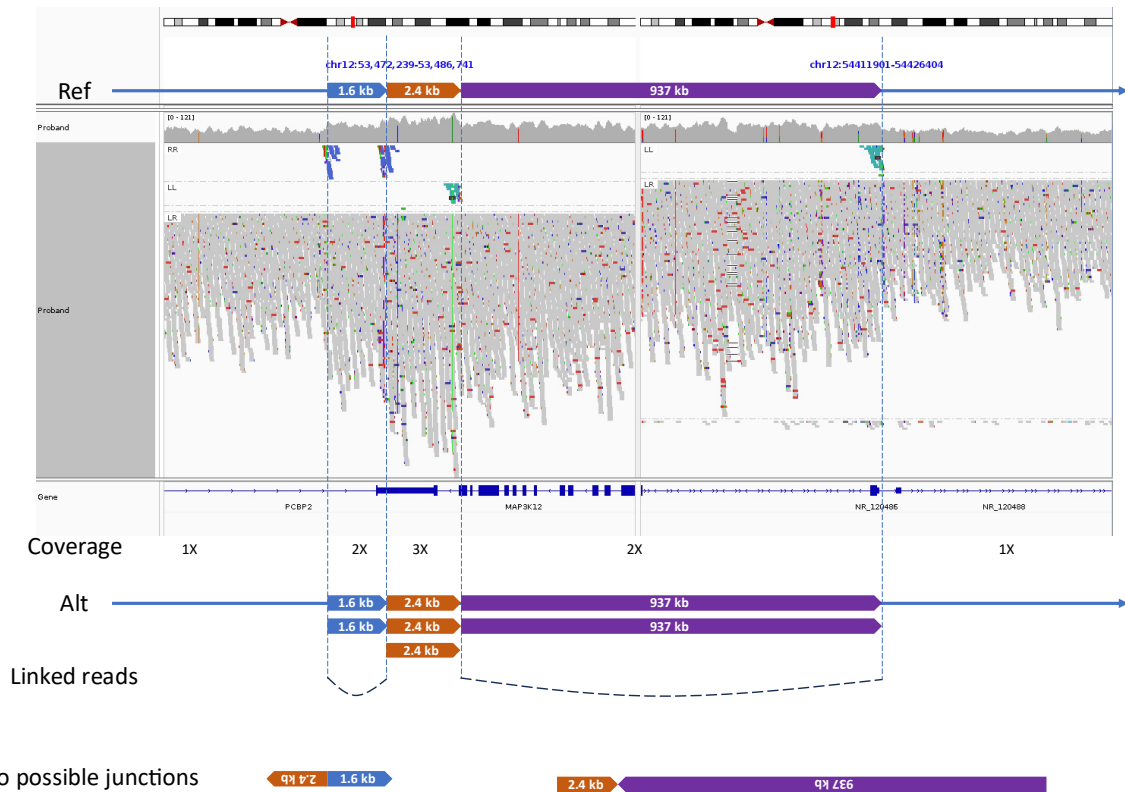 chr12:53,472,239-53,486,741 chr12:54411901-54426404
Ref 1.6 kb 2.4 kb 937 kb
Proband [0 - 121] [0 - 121]
RR LL
LL
LR LR
Proband
Gene
PCBP2 MAP3K12 NR_120486 NR_120488
Coverage 1X 2X 3X 2X 1X
Alt 1.6 kb 2.4 kb 937 kb
1.6 kb 2.4 kb 937 kb
2.4 kb
Linked reads
o possible junctions 2.4 kb 1.6 kb 2.4 kb 937 kb